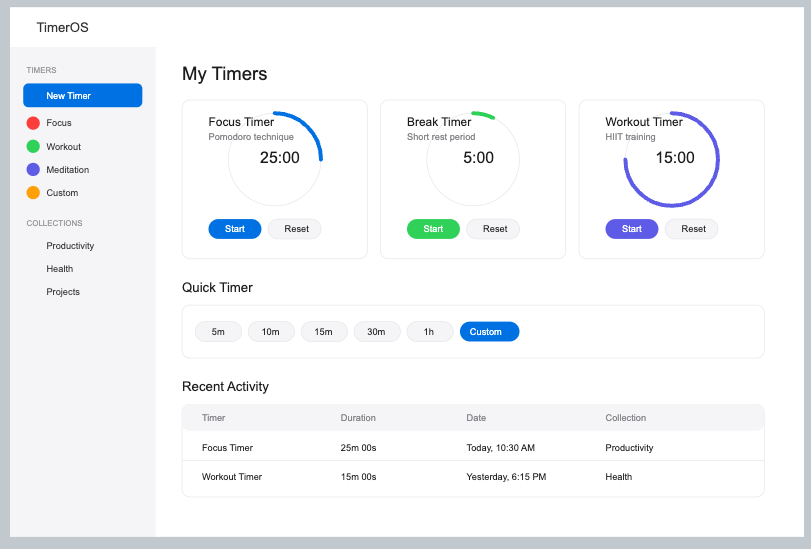 TimerOS
TIMERS
New Timer
Focus
Workout
Meditation
Custom
COLLECTIONS
Productivity
Health
Projects
My Timers
Focus Timer
Pomodoro technique
25:00
Start Reset
Break Timer
Short rest period
5:00
Start Reset
Workout Timer
HIIT training
15:00
Start Reset
Quick Timer
5m 10m 15m 30m 1h Custom
Recent Activity
Timer Duration Date Collection
Focus Timer 25m 00s Today, 10:30 AM Productivity
Workout Timer 15m 00s Yesterday, 6:15 PM Health